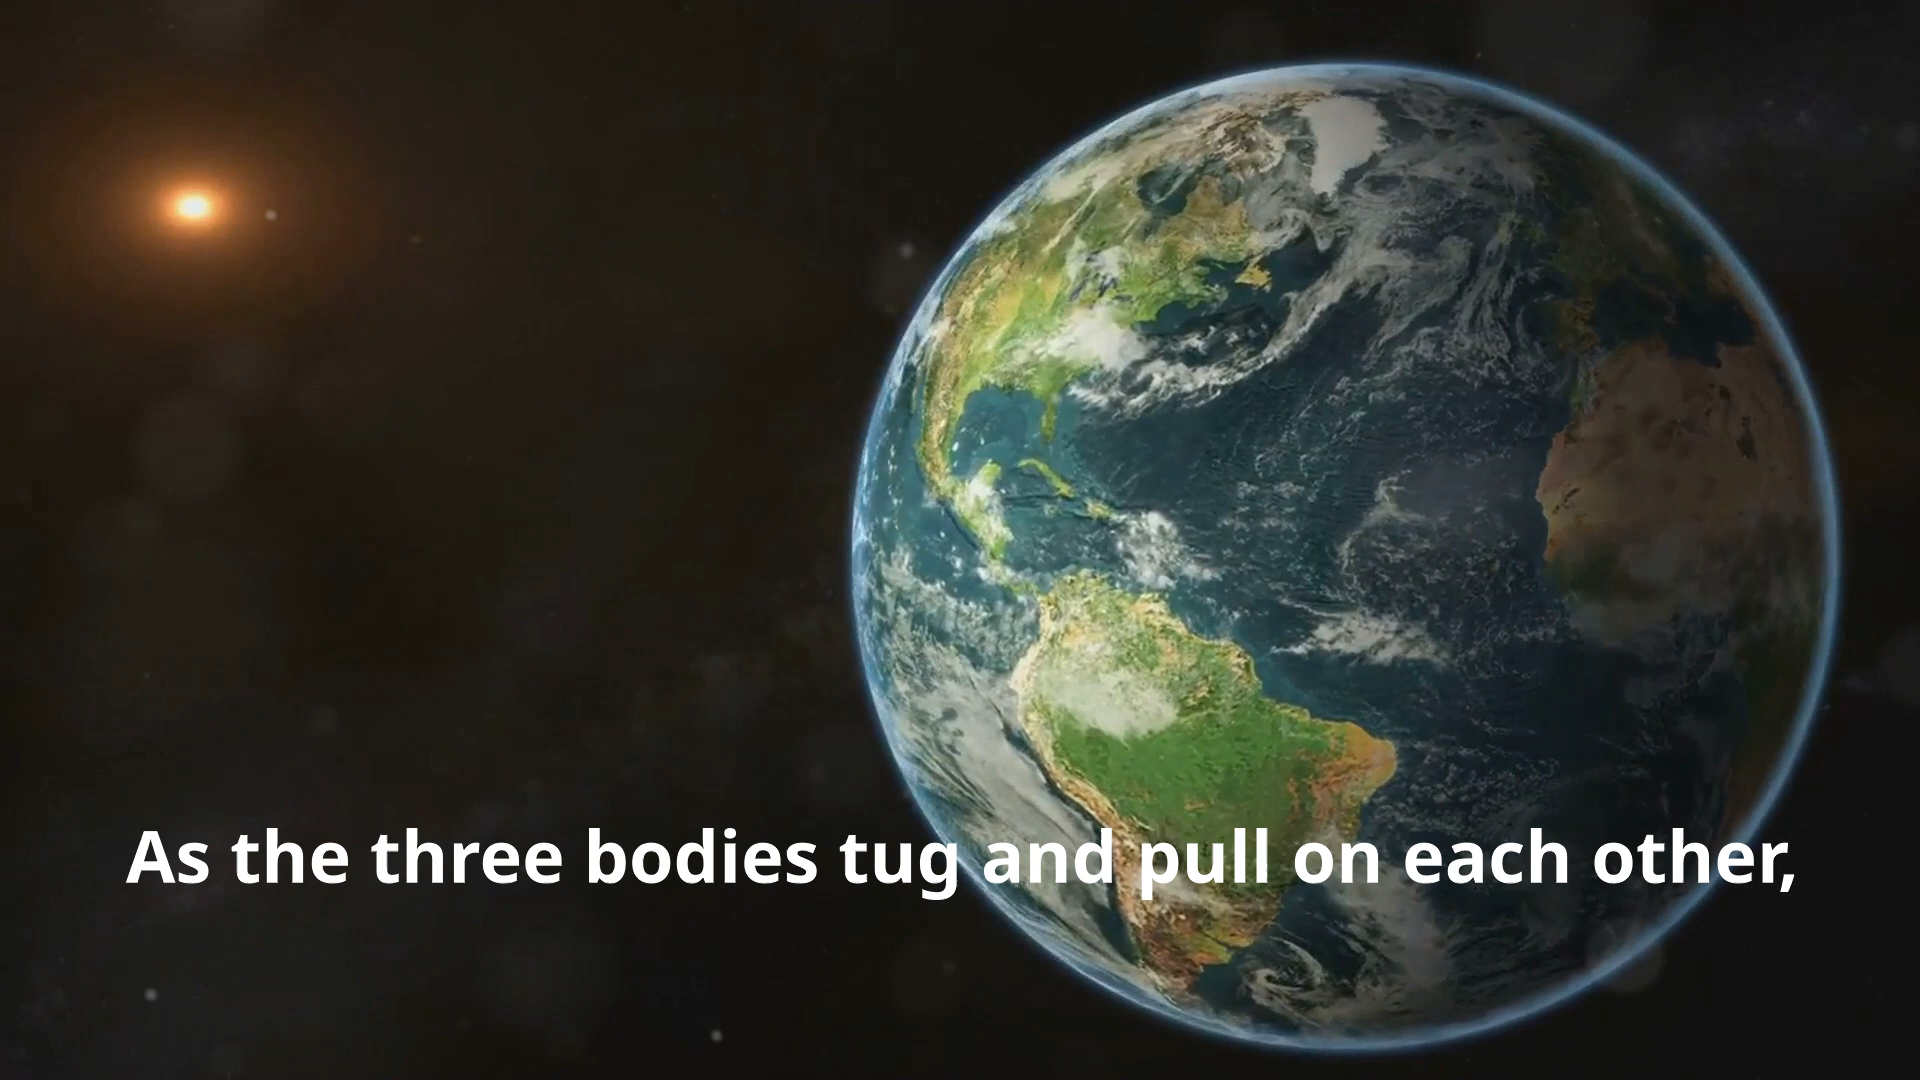 As the three bodies tug and pull on each other,